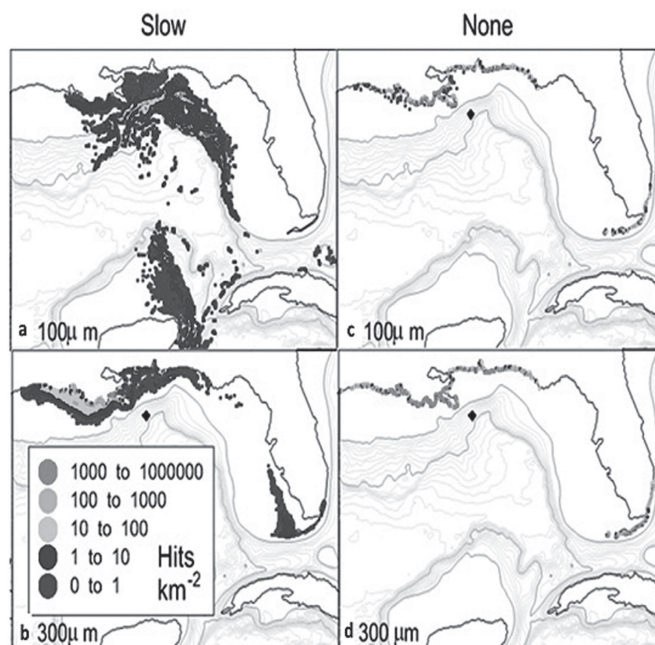 Slow
None
a 100μ m
c 100μ m
1000 to 1000000
100 to 1000
10 to 100
1 to 10 Hits
0 to 1 km-2
b 300μ m
d 300 μm